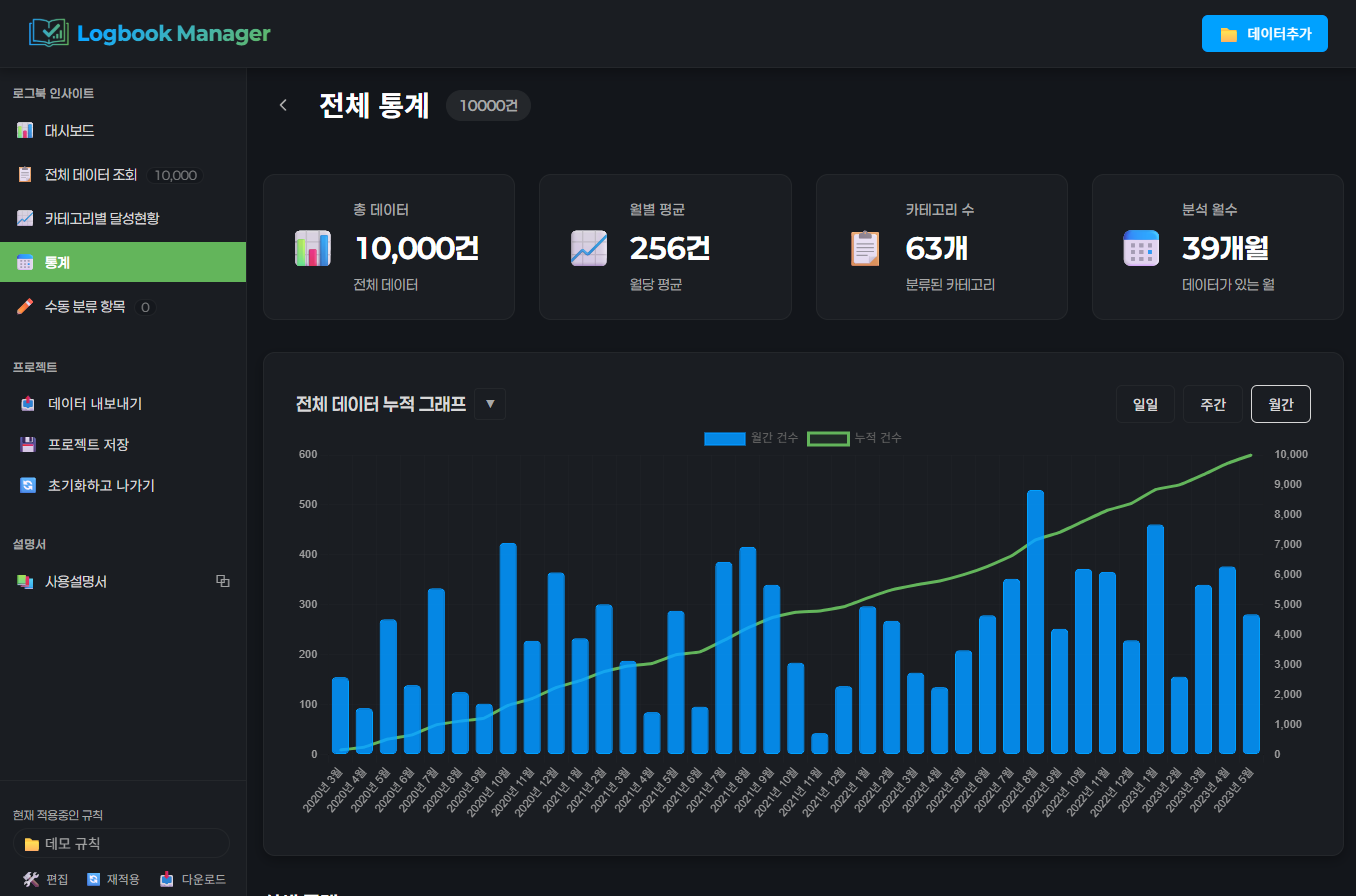 Logbook Manager
데이터추가
로그북 인사이트
대시보드
전체 데이터 조회 10,000
카테고리별 달성현황
통계
수동 분류 항목 0
프로젝트
데이터 내보내기
프로젝트 저장
초기화하고 나가기
설명서
사용설명서
현재 적용중인 규칙
데모 규칙
편집 재적용 다운로드
전체 통계 10000건
총 데이터
10,000건
전체 데이터
월별 평균
256건
월당 평균
카테고리 수
63개
분류된 카테고리
분석 월수
39개월
데이터가 있는 월
전체 데이터 누적 그래프 ▼
일일 주간 월간
월간 건수 누적 건수
600
500
400
300
200
100
0
10,000
9,000
8,000
7,000
6,000
5,000
4,000
3,000
2,000
1,000
0
2020년 3월
2020년 4월
2020년 5월
2020년 6월
2020년 7월
2020년 8월
2020년 9월
2020년 10월
2020년 11월
2020년 12월
2021년 1월
2021년 2월
2021년 3월
2021년 4월
2021년 5월
2021년 6월
2021년 7월
2021년 8월
2021년 9월
2021년 10월
2021년 11월
2021년 12월
2022년 1월
2022년 2월
2022년 3월
2022년 4월
2022년 5월
2022년 6월
2022년 7월
2022년 8월
2022년 9월
2022년 10월
2022년 11월
2022년 12월
2023년 1월
2023년 2월
2023년 3월
2023년 4월
2023년 5월